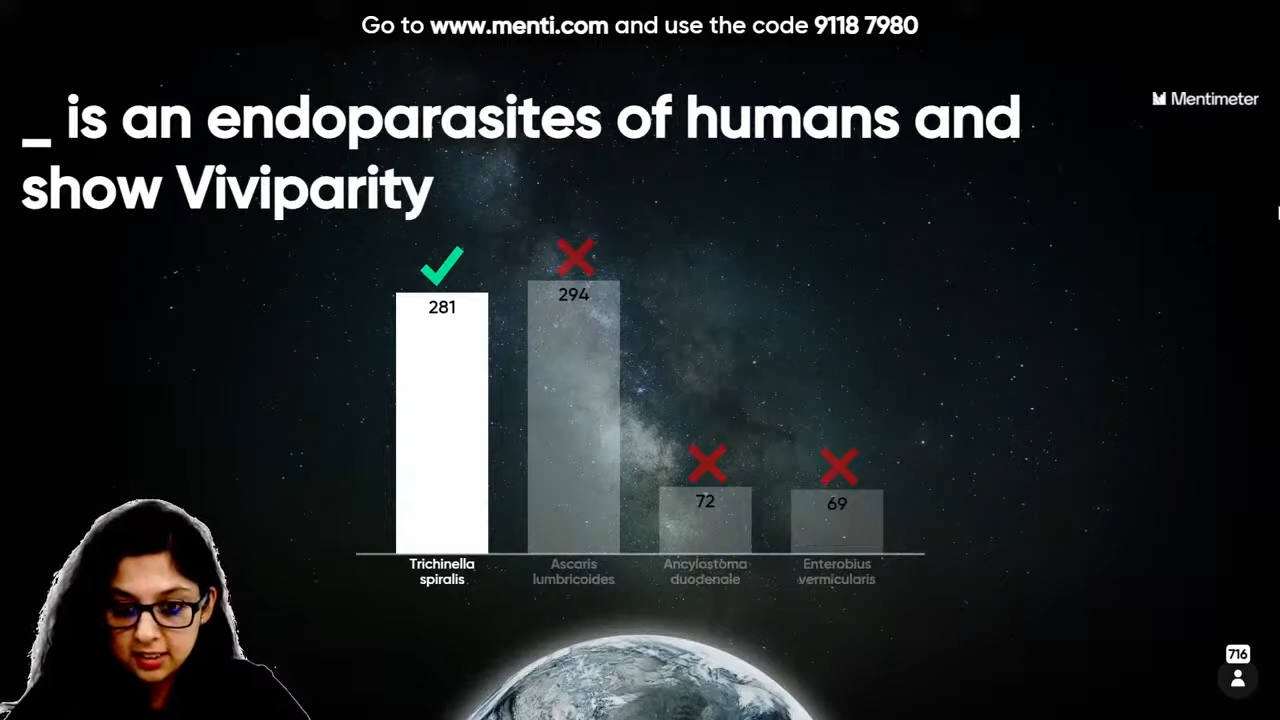 Go to www.menti.com and use the code 9118 7980
Mentimeter
_ is an endoparasites of humans and
show Viviparity
281
294
72
69
Trichinella
spiralis
Ascaris
lumbricoides
Ancylostoma
duodenale
Enterobius
vermicularis
716